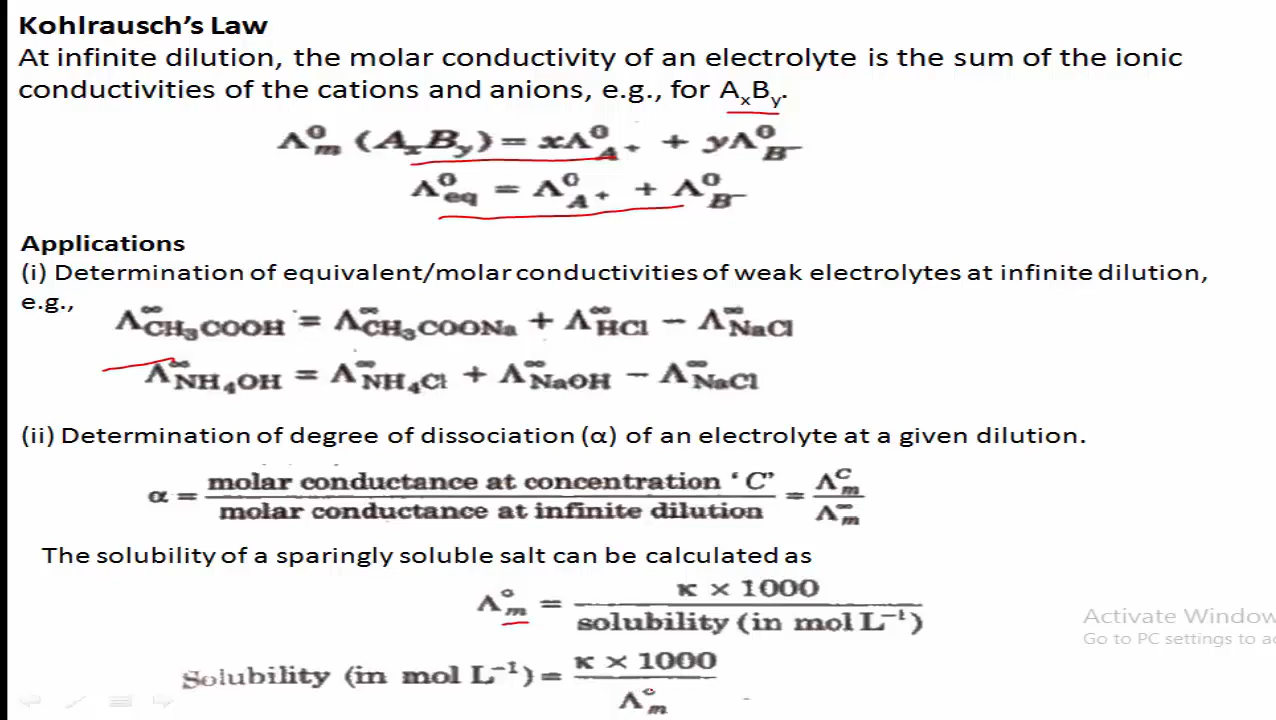 Kohlrausch's Law
At infinite dilution, the molar conductivity of an electrolyte is the sum of the ionic
conductivities of the cations and anions, e.g., for AₓBᵧ.
Λ⁰ₘ (AₓBᵧ) = xΛ⁰A⁺ + yΛ⁰B⁻
Λ⁰eq = Λ⁰A⁺ + Λ⁰B⁻
Applications
(i) Determination of equivalent/molar conductivities of weak electrolytes at infinite dilution,
e.g.,
Λ^∞CH₃COOH = Λ^∞CH₃COONa + Λ^∞HCl − Λ^∞NaCl
Λ^∞NH₄OH = Λ^∞NH₄Cl + Λ^∞NaOH − Λ^∞NaCl
(ii) Determination of degree of dissociation (α) of an electrolyte at a given dilution.
α = molar conductance at concentration ‘C’ / molar conductance at infinite dilution = Λ^Cₘ / Λ^∞ₘ
The solubility of a sparingly soluble salt can be calculated as
Λ°ₘ = κ × 1000 / solubility (in mol L⁻¹)
Activate Window
Go to PC settings to a
Solubility (in mol L⁻¹) = κ × 1000 / Λ°ₘ